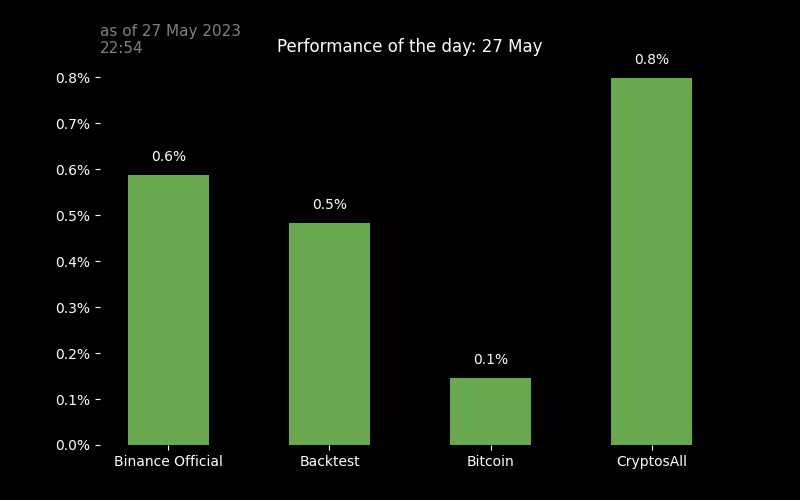 as of 27 May 2023
22:54
Performance of the day: 27 May
0.8%
0.7%
0.6%
0.5%
0.4%
0.3%
0.2%
0.1%
0.0%
0.6%
0.5%
0.1%
0.8%
Binance Official
Backtest
Bitcoin
CryptosAll